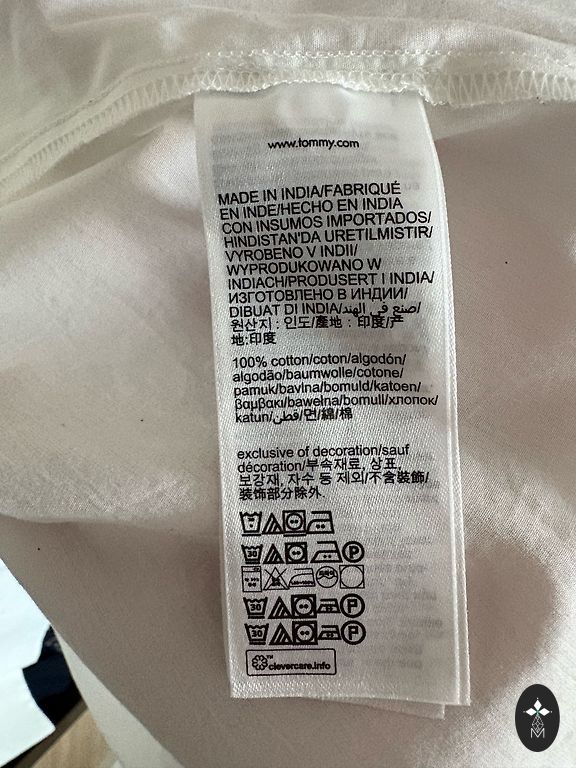 www.tommy.com
MADE IN INDIA/FABRIQUÉ
EN INDE/HECHO EN INDIA
CON INSUMOS IMPORTADOS/
HINDISTAN'DA URETILMISTIR/
VYROBENO V INDII/
WYPRODUKOWANO W
INDIACH/PRODUSERT I INDIA/
ИЗГОТОВЛЕНО В ИНДИИ/
DIBUAT DI INDIA/صنع في الهند/
원산지 : 인도/產地 : 印度/产
地:印度
100% cotton/coton/algodón/
algodão/baumwolle/cotone/
pamuk/bavlna/bomuld/katoen/
βαμβακι/bawełna/bomull/хлопок/
katun/قطن/면/綿/棉
exclusive of decoration/sauf
décoration/부속재료, 상표,
보강재, 자수 등 제외/不含裝飾/
装饰部分除外.
30 P
30 P
30 P
clevercare.info